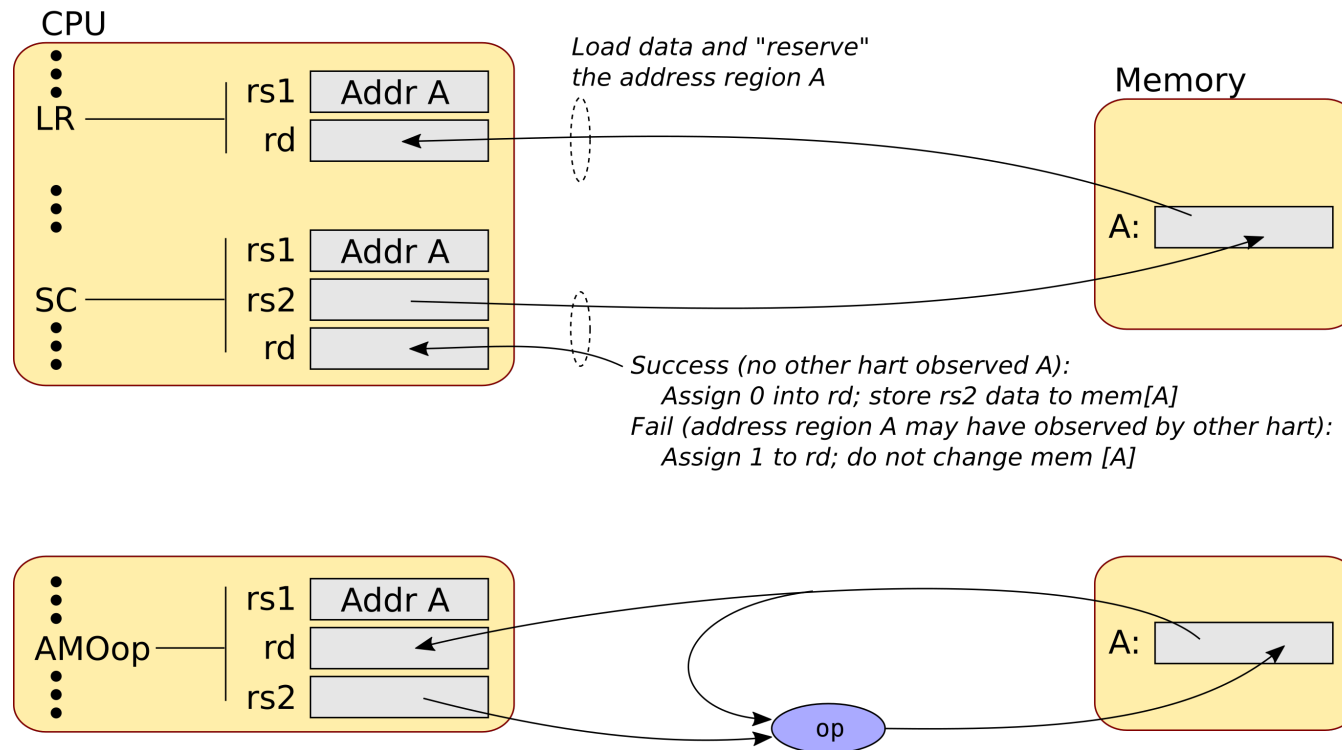 CPU
LR
rs1
Addr A
rd
Load data and "reserve"
the address region A
Memory
A:
SC
rs1
Addr A
rs2
rd
Success (no other hart observed A):
Assign 0 into rd; store rs2 data to mem[A]
Fail (address region A may have observed by other hart):
Assign 1 to rd; do not change mem [A]
AMOop
rs1
Addr A
rd
rs2
op
A: